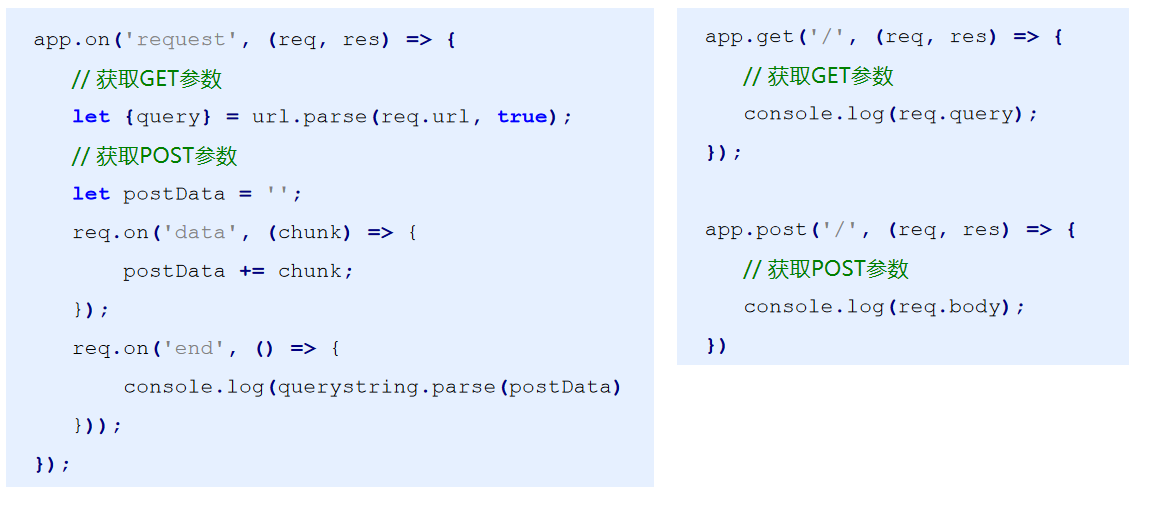 app.on('request', (req, res) => {
// 获取GET参数
let {query} = url.parse(req.url, true);
// 获取POST参数
let postData = '';
req.on('data', (chunk) => {
postData += chunk;
});
req.on('end', () => {
console.log(querystring.parse(postData)
}));
});
app.get('/', (req, res) => {
// 获取GET参数
console.log(req.query);
});
app.post('/', (req, res) => {
// 获取POST参数
console.log(req.body);
})